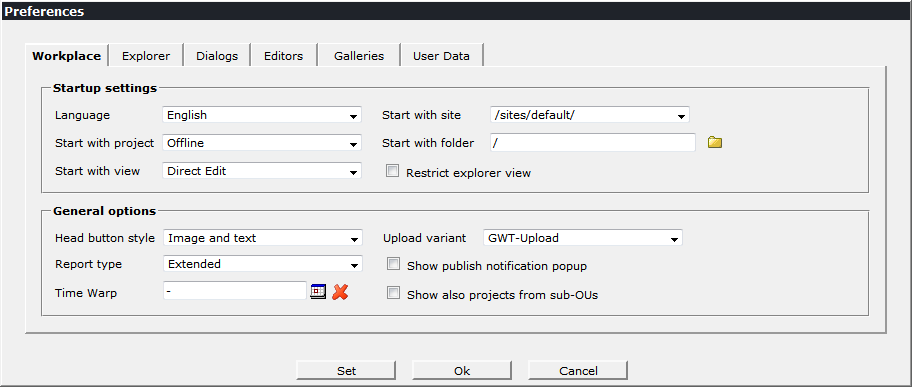 Preferences
Workplace Explorer Dialogs Editors Galleries User Data
Startup settings
Language English Start with site /sites/default/
Start with project Offline Start with folder /
Start with view Direct Edit Restrict explorer view
General options
Head button style Image and text Upload variant GWT-Upload
Report type Extended Show publish notification popup
Time Warp - Show also projects from sub-OUs
Set Ok Cancel